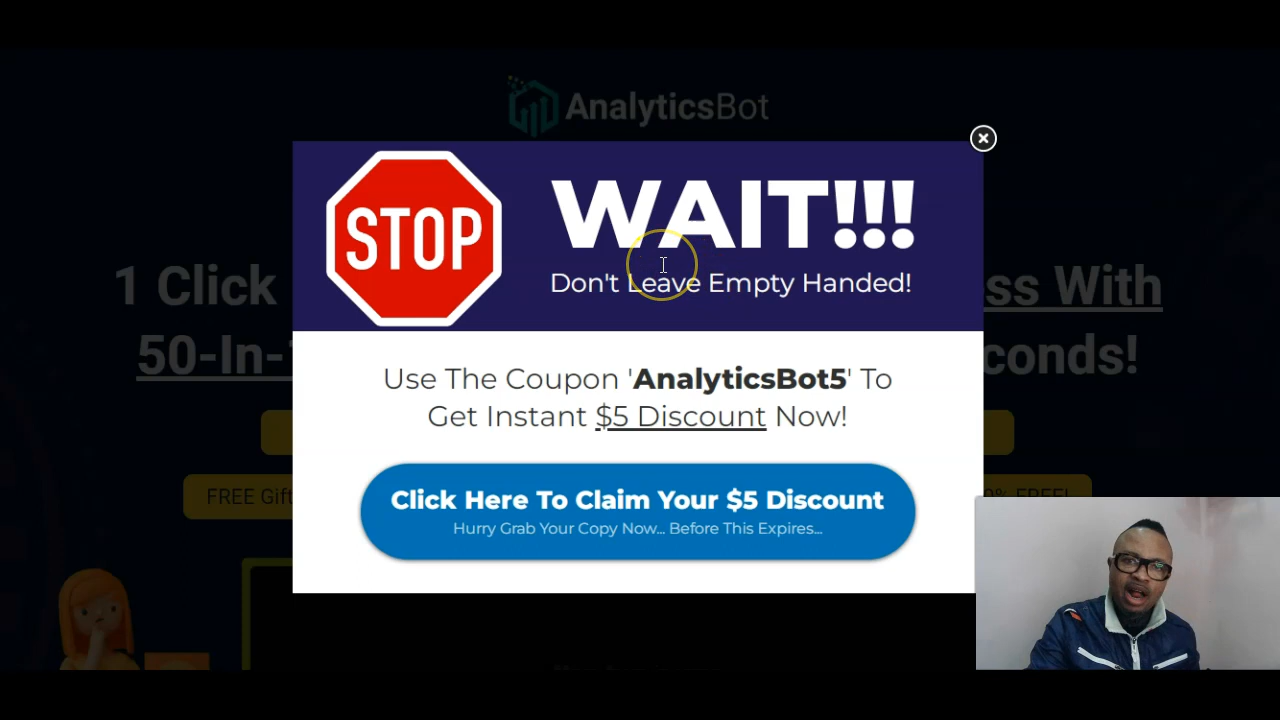 AnalyticsBot
STOP
WAIT!!!
Don't Leave Empty Handed!
1 Click
ss With
50-In-
conds!
Use The Coupon 'AnalyticsBot5' To
Get Instant $5 Discount Now!
FREE Gift
% FREE!
Click Here To Claim Your $5 Discount
Hurry Grab Your Copy Now... Before This Expires...